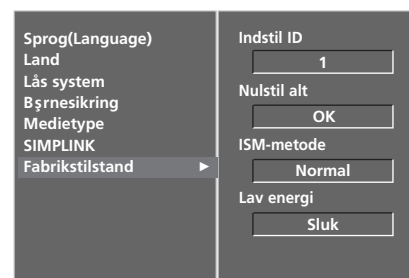 Sprog(Language)
Land
Lås system
Bşrnesikring
Medietype
SIMPLINK
Fabrikstilstand ►
Indstil ID
1
Nulstil alt
OK
ISM-metode
Normal
Lav energi
Sluk